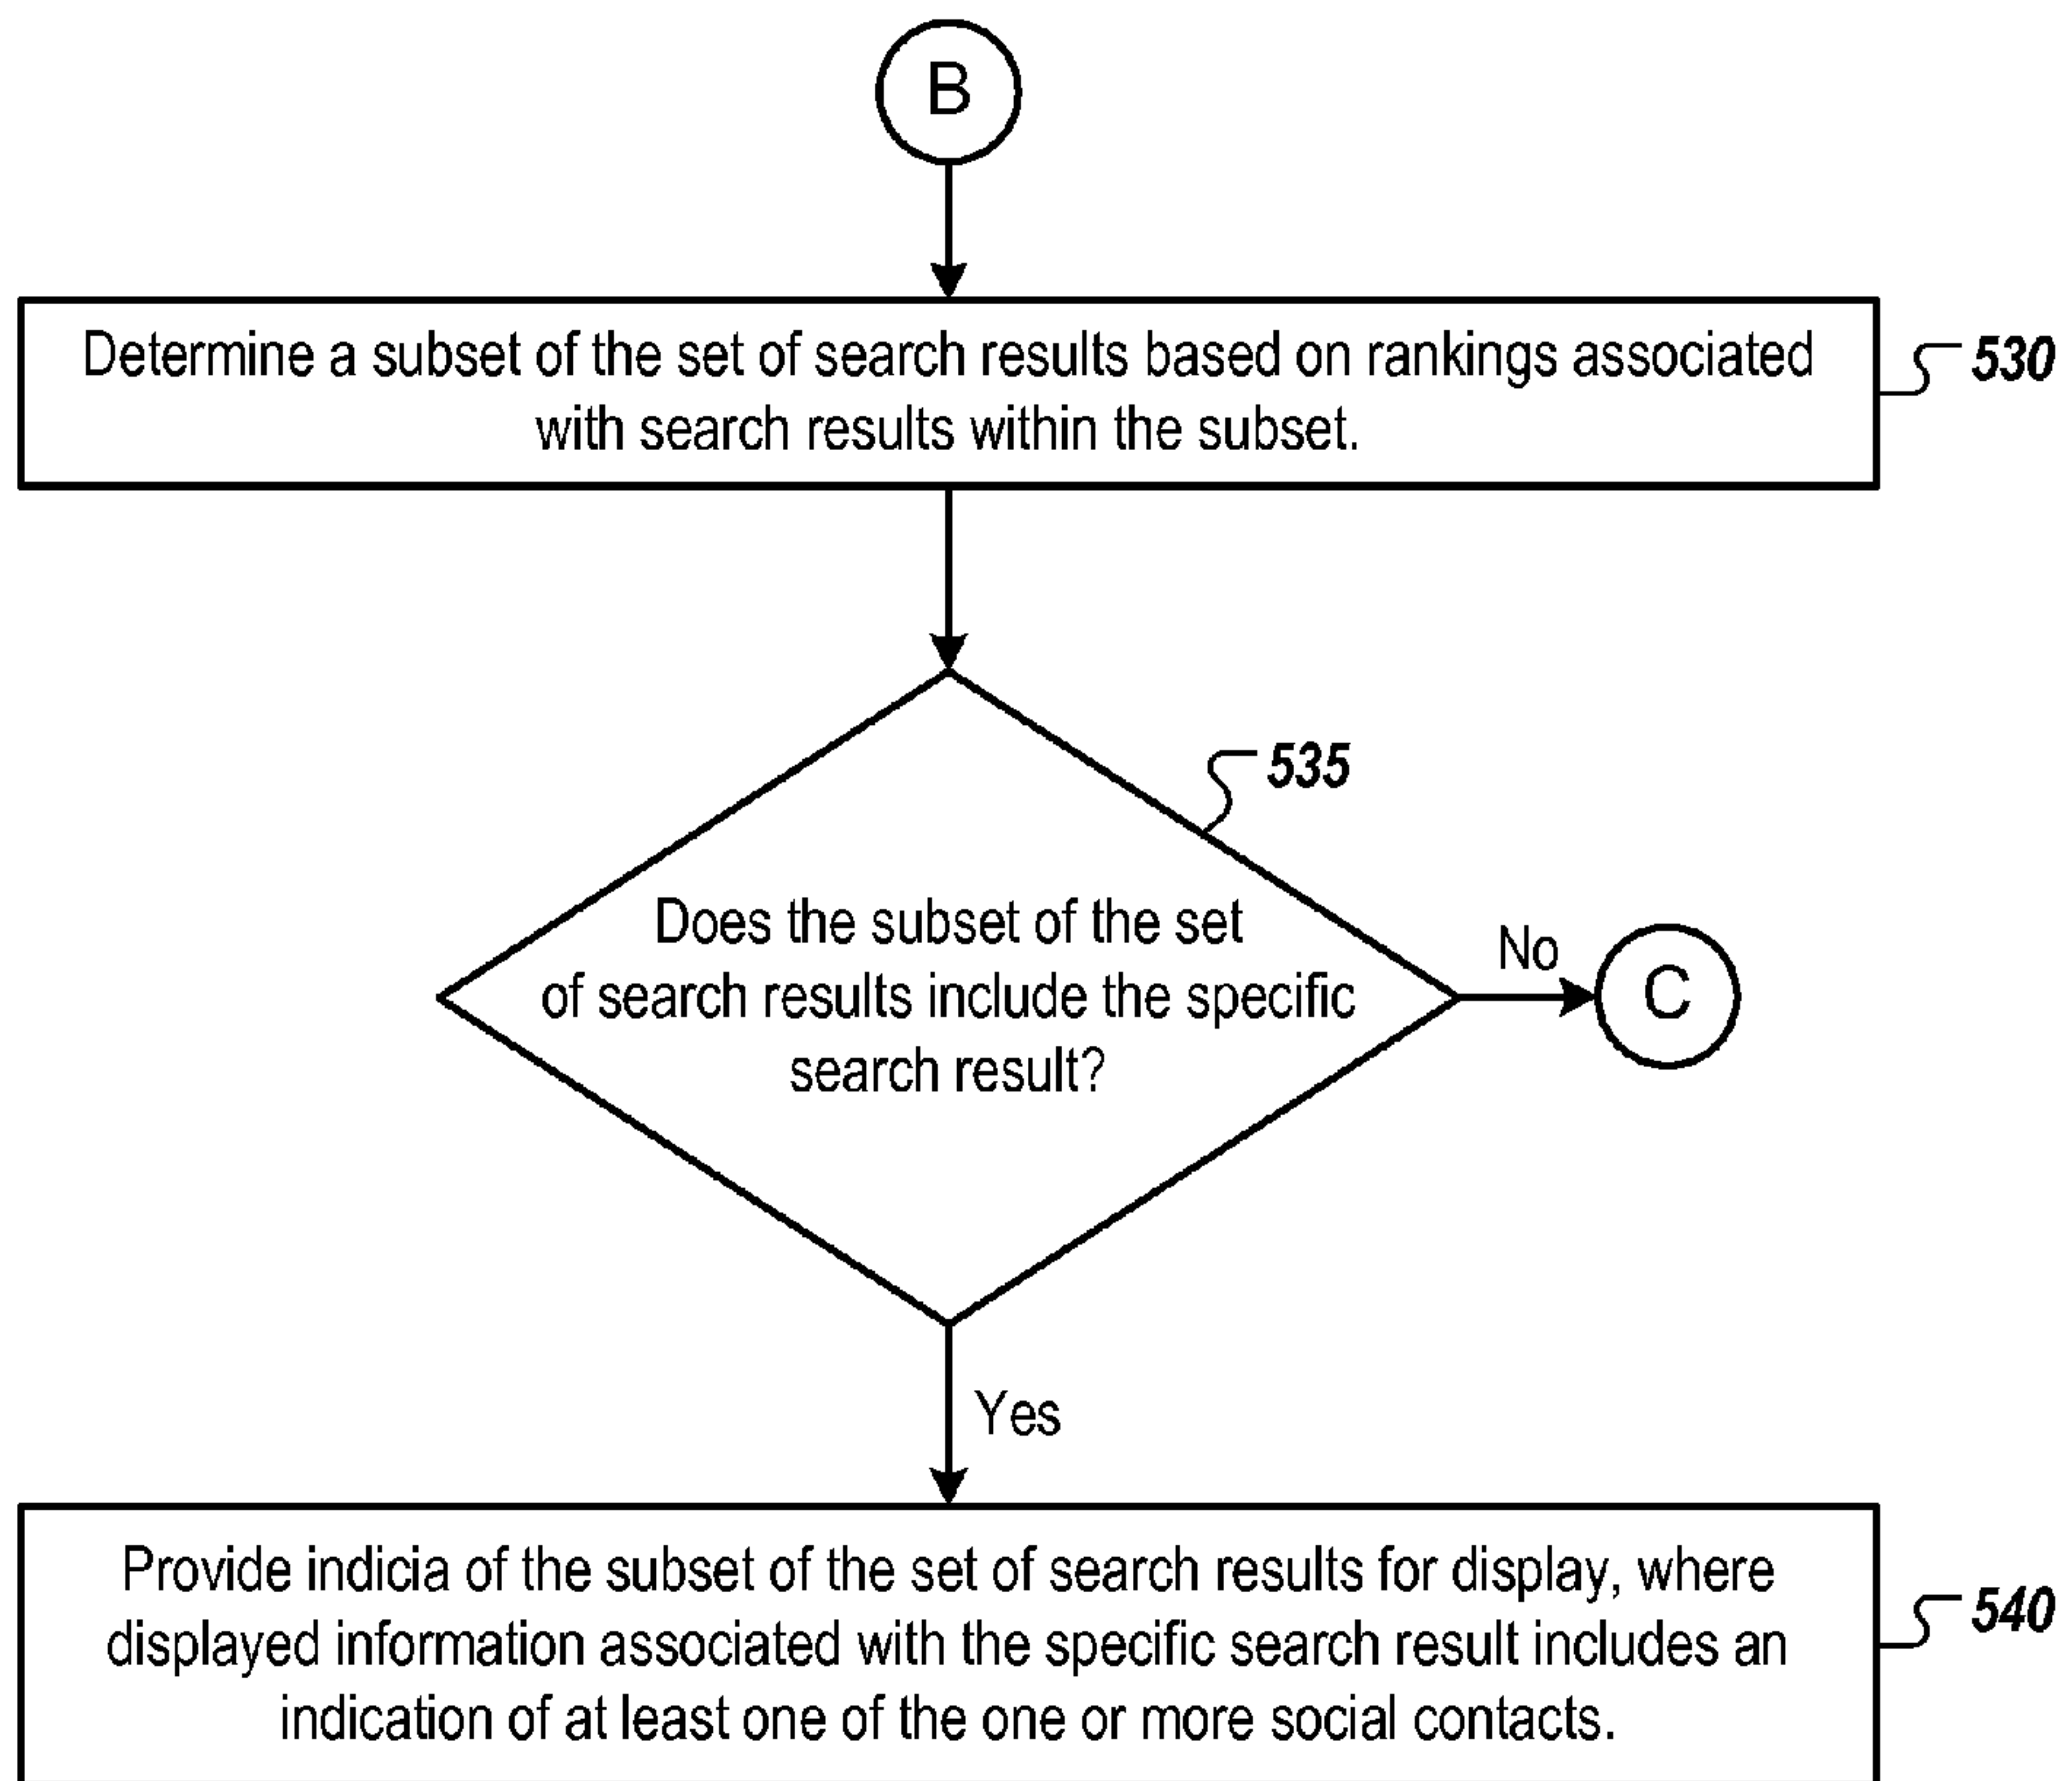 B
Determine a subset of the set of search results based on rankings associated
with search results within the subset.
530
535
Does the subset of the set
of search results include the specific
search result?
No
C
Yes
Provide indicia of the subset of the set of search results for display, where
displayed information associated with the specific search result includes an
indication of at least one of the one or more social contacts.
540